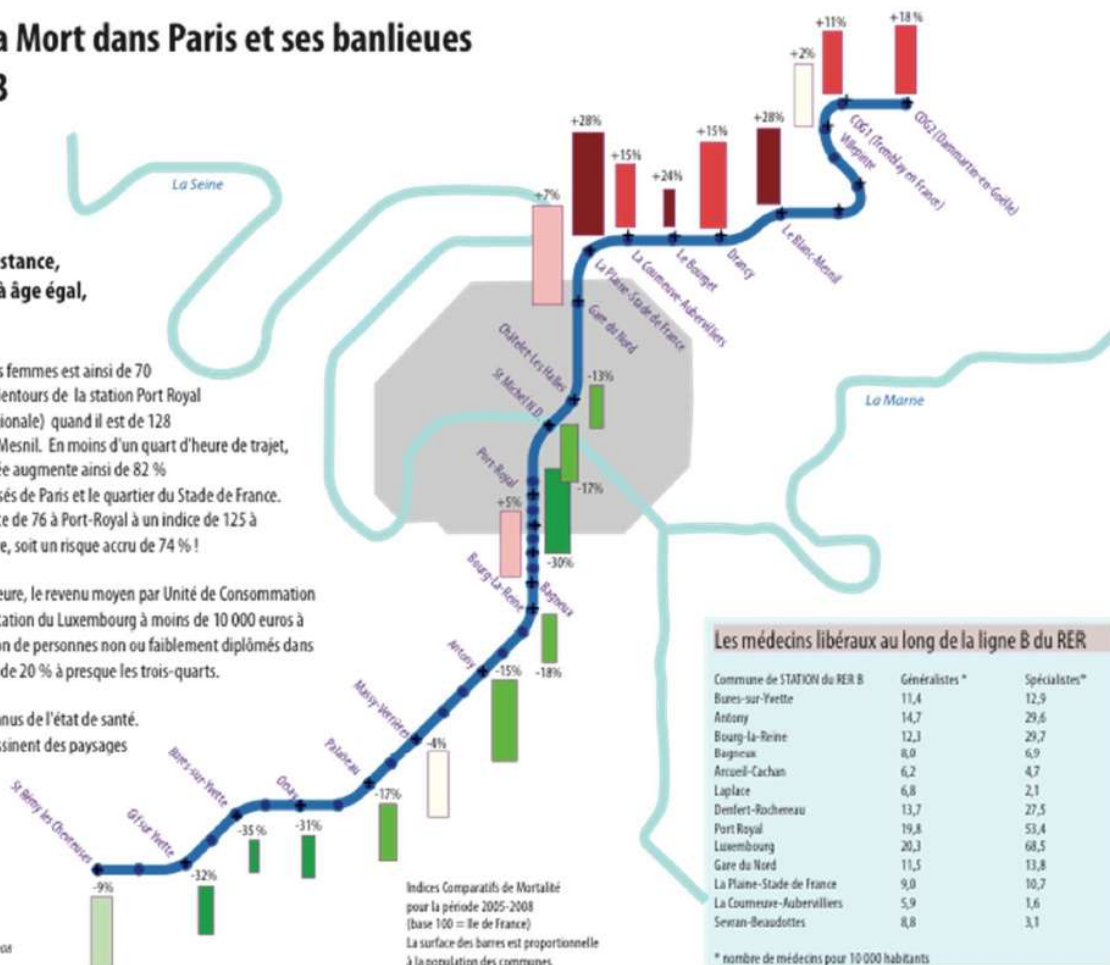 a Mort dans Paris et ses banlieues
B
stance,
à âge égal,
s femmes est ainsi de 70
lentours de la station Port Royal
ionale) quand il est de 128
Mesnil. En moins d'un quart d'heure de trajet,
ée augmente ainsi de 82 %
sés de Paris et le quartier du Stade de France.
ce de 76 à Port-Royal à un indice de 125 à
e, soit un risque accru de 74 % !
eure, le revenu moyen par Unité de Consommation
tation du Luxembourg à moins de 10 000 euros à
on de personnes non ou faiblement diplômés dans
de 20 % à presque les trois-quarts.
nus de l'état de santé.
ssinent des paysages
La Seine
La Marne
+18 %
+11%
+2%
+28%
+15%
+24%
+15%
+28%
+7%
-13%
-17%
+5%
-30%
-18%
-15%
-4%
-17%
-31%
-35 %
-32%
-9%
CDG2 (Dammartin-en-Goëlle)
CDG1 (Tremblay en France)
Villepinte
Le Blanc-Mesnil
Drancy
Le Bourget
La Courneuve-Aubervilliers
La Plaine-Stade de France
Gare du Nord
Châtelet-Les Halles
St Michel N.D.
Port-Royal
Bagneux
Bourg-La-Reine
Antony
Massy-Verrières
Palaiseau
Orsay
Bures-sur-Yvette
Gif sur Yvette
St Rémy les Chevreuses
Indices Comparatifs de Mortalité
pour la période 2005-2008
(base 100 = Ile de France)
La surface des barres est proportionnelle
à la population des communes.
Les médecins libéraux au long de la ligne B du RER
Commune de STATION du RER B Généralistes * Spécialistes*
Bures-sur-Yvette 11,4 12,9
Antony 14,7 29,6
Bourg-la-Reine 12,3 29,7
Bagneux 8,0 6,9
Arcueil-Cachan 6,2 4,7
Laplace 6,8 2,1
Denfert-Rochereau 13,7 27,5
Port Royal 19,8 53,4
Luxembourg 20,3 68,5
Gare du Nord 11,5 13,8
La Plaine-Stade de France 9,0 10,7
La Courneuve-Aubervilliers 5,9 1,6
Sevran-Beaudottes 8,8 3,1
* nombre de médecins pour 10 000 habitants